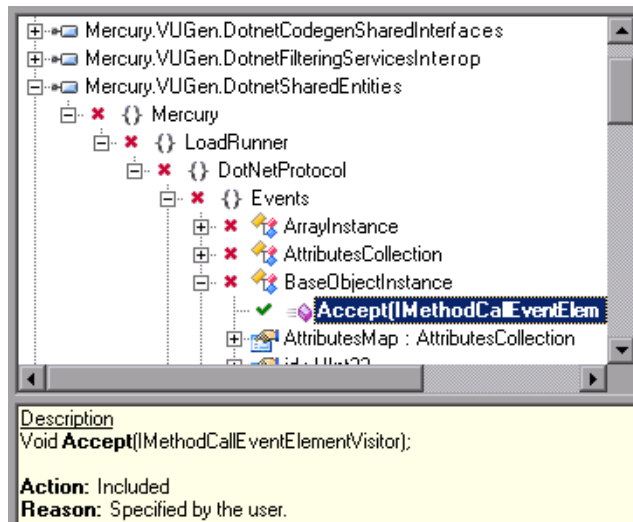 Mercury.VUGen.DotnetCodegenSharedInterfaces
Mercury.VUGen.DotnetFilteringServicesInterop
Mercury.VUGen.DotnetSharedEntities
{} Mercury
{} LoadRunner
{} DotNetProtocol
{} Events
ArrayInstance
AttributesCollection
BaseObjectInstance
Accept(IMethodCallEventElem
AttributesMap : AttributesCollection
Description
Void Accept(IMethodCallEventElementVisitor);
Action: Included
Reason: Specified by the user.